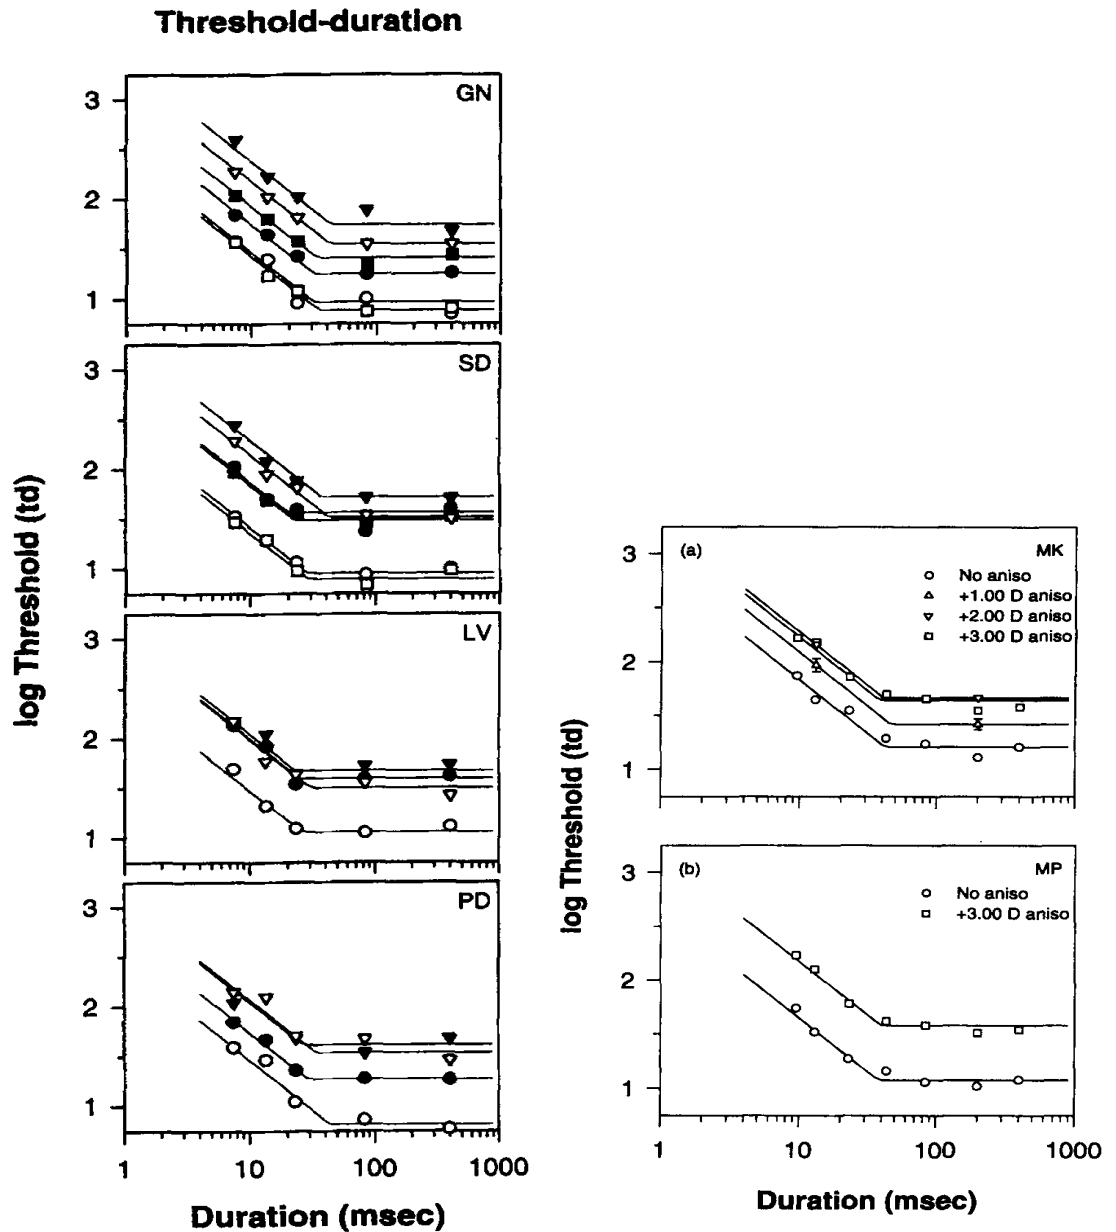 Threshold-duration
GN
3
2
1
SD
3
2
1
LV
3
2
1
PD
3
2
1
1 10 100 1000
Duration (msec)
log Threshold (td)
(a) MK
No aniso
+1.00 D aniso
+2.00 D aniso
+3.00 D aniso
3
2
1
(b) MP
No aniso
+3.00 D aniso
3
2
1
1 10 100 1000
Duration (msec)
log Threshold (td)